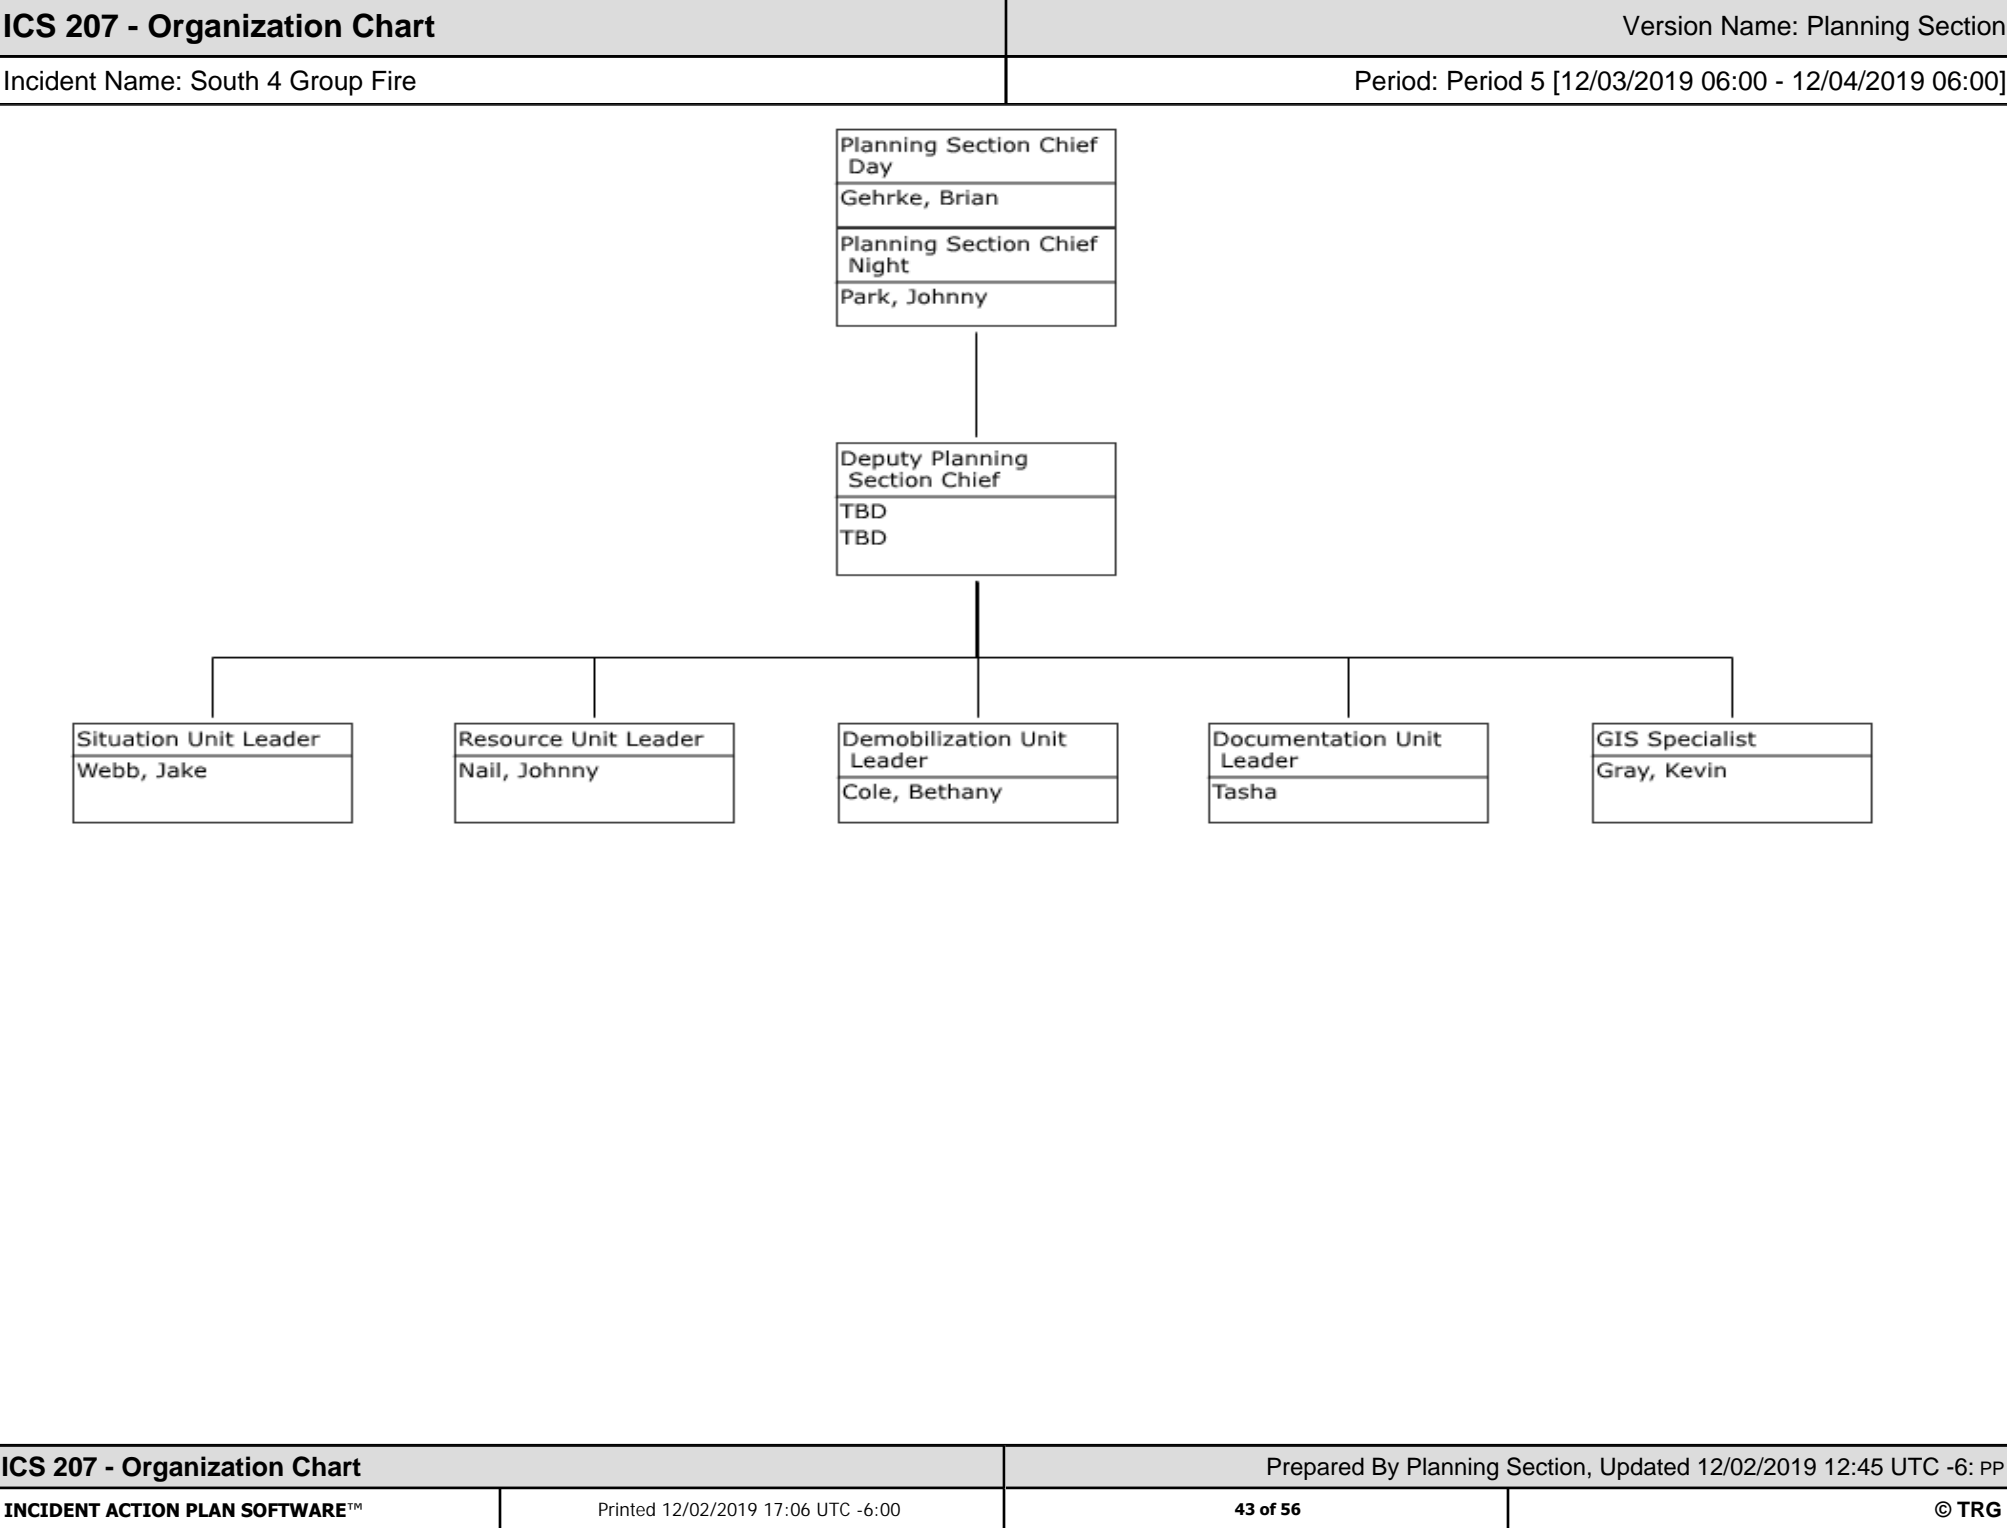 ICS 207 - Organization Chart
Version Name: Planning Section
Incident Name: South 4 Group Fire
Period: Period 5 [12/03/2019 06:00 - 12/04/2019 06:00]
Planning Section Chief
Day
Gehrke, Brian
Planning Section Chief
Night
Park, Johnny
Deputy Planning
Section Chief
TBD
TBD
Situation Unit Leader
Webb, Jake
Resource Unit Leader
Nail, Johnny
Demobilization Unit
Leader
Cole, Bethany
Documentation Unit
Leader
Tasha
GIS Specialist
Gray, Kevin
ICS 207 - Organization Chart
Prepared By Planning Section, Updated 12/02/2019 12:45 UTC -6: PP
INCIDENT ACTION PLAN SOFTWARE™
Printed 12/02/2019 17:06 UTC -6:00
43 of 56
© TRG